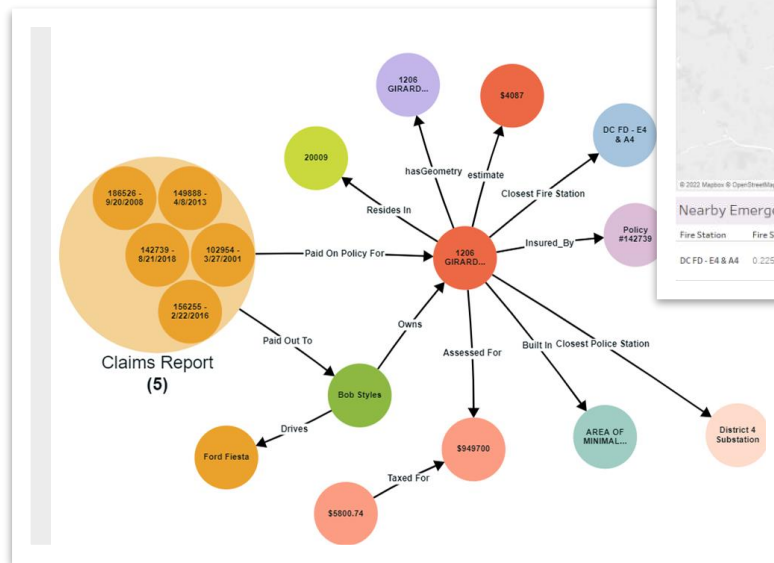 1206
GIRARD...
$4087
DC FD - E4
& A4
20009
hasGeometry
estimate
Closest Fire Station
Resides In
186526 -
9/20/2008
149888 -
4/8/2013
142739 -
8/21/2018
102954 -
3/27/2001
156255 -
2/22/2016
Paid On Policy For
1206
GIRARD...
Insured_By
Policy
#142739
Claims Report
(5)
Paid Out To
Owns
Assessed For
Built In
Closest Police Station
Bob Styles
Drives
Ford Fiesta
$949700
AREA OF
MINIMAL...
District 4
Substation
Taxed For
$5800.74
© 2022 Mapbox © OpenStreetMap
Nearby Emerge
Fire Station Fire S
DC FD - E4 & A4 0.225